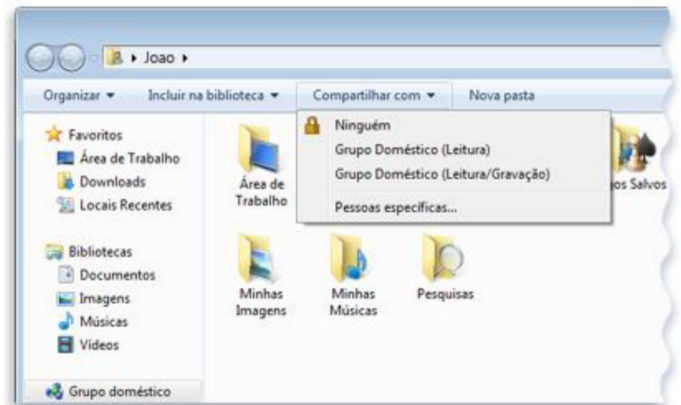 Joao
Organizar
Incluir na biblioteca
Compartilhar com
Nova pasta
Ninguém
Grupo Doméstico (Leitura)
Grupo Doméstico (Leitura/Gravação)
Pessoas específicas...
Favoritos
Área de Trabalho
Downloads
Locais Recentes
Bibliotecas
Documentos
Imagens
Músicas
Vídeos
Grupo doméstico
Área de
Trabalho
os Salvos
Minhas
Imagens
Minhas
Músicas
Pesquisas